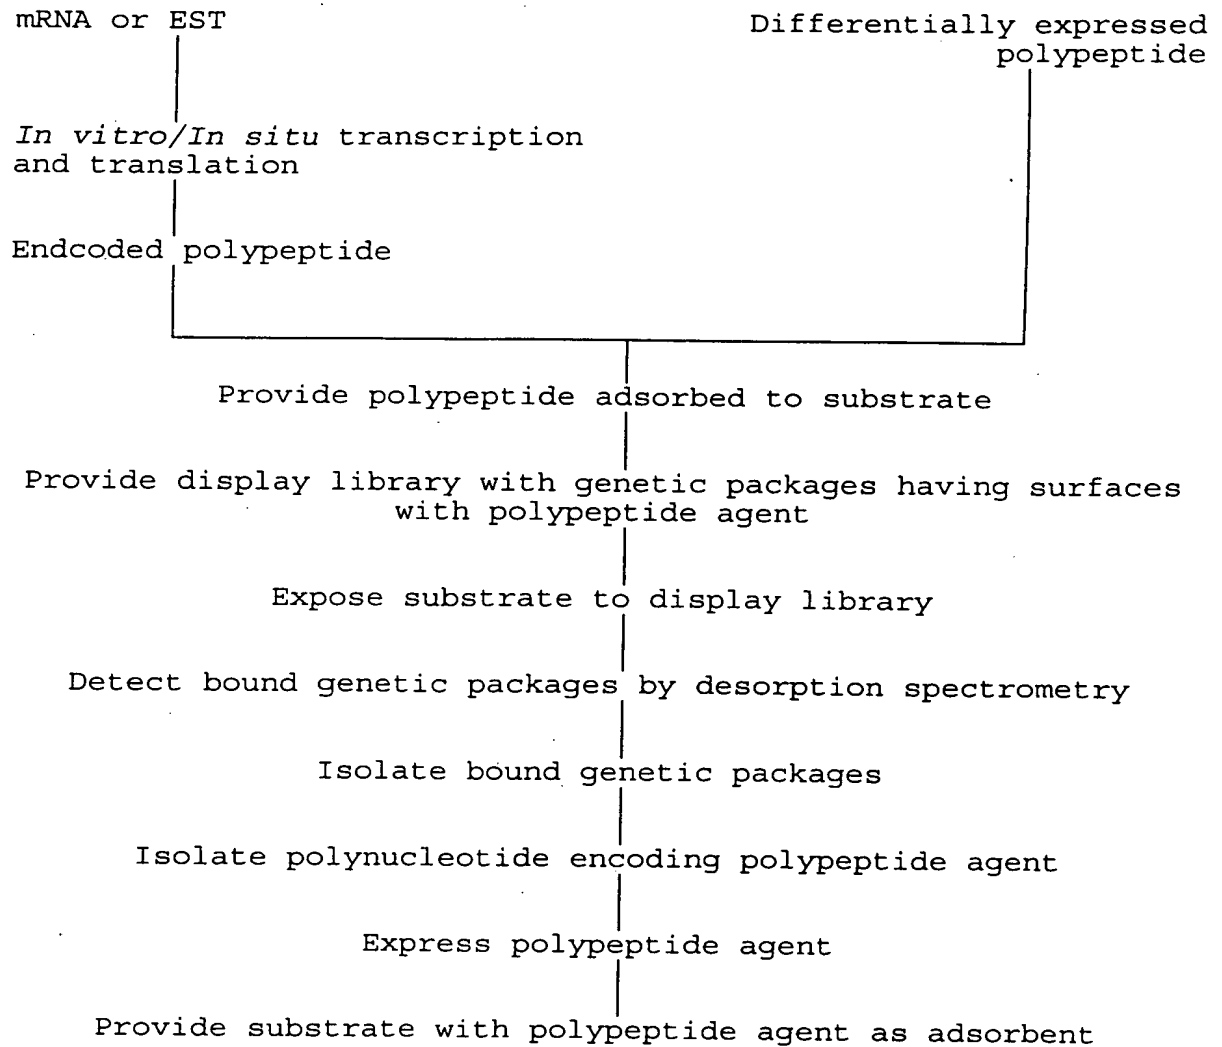 mRNA or EST
Differentially expressed
polypeptide
In vitro/In situ transcription
and translation
Endcoded polypeptide
Provide polypeptide adsorbed to substrate
Provide display library with genetic packages having surfaces
with polypeptide agent
Expose substrate to display library
Detect bound genetic packages by desorption spectrometry
Isolate bound genetic packages
Isolate polynucleotide encoding polypeptide agent
Express polypeptide agent
Provide substrate with polypeptide agent as adsorbent